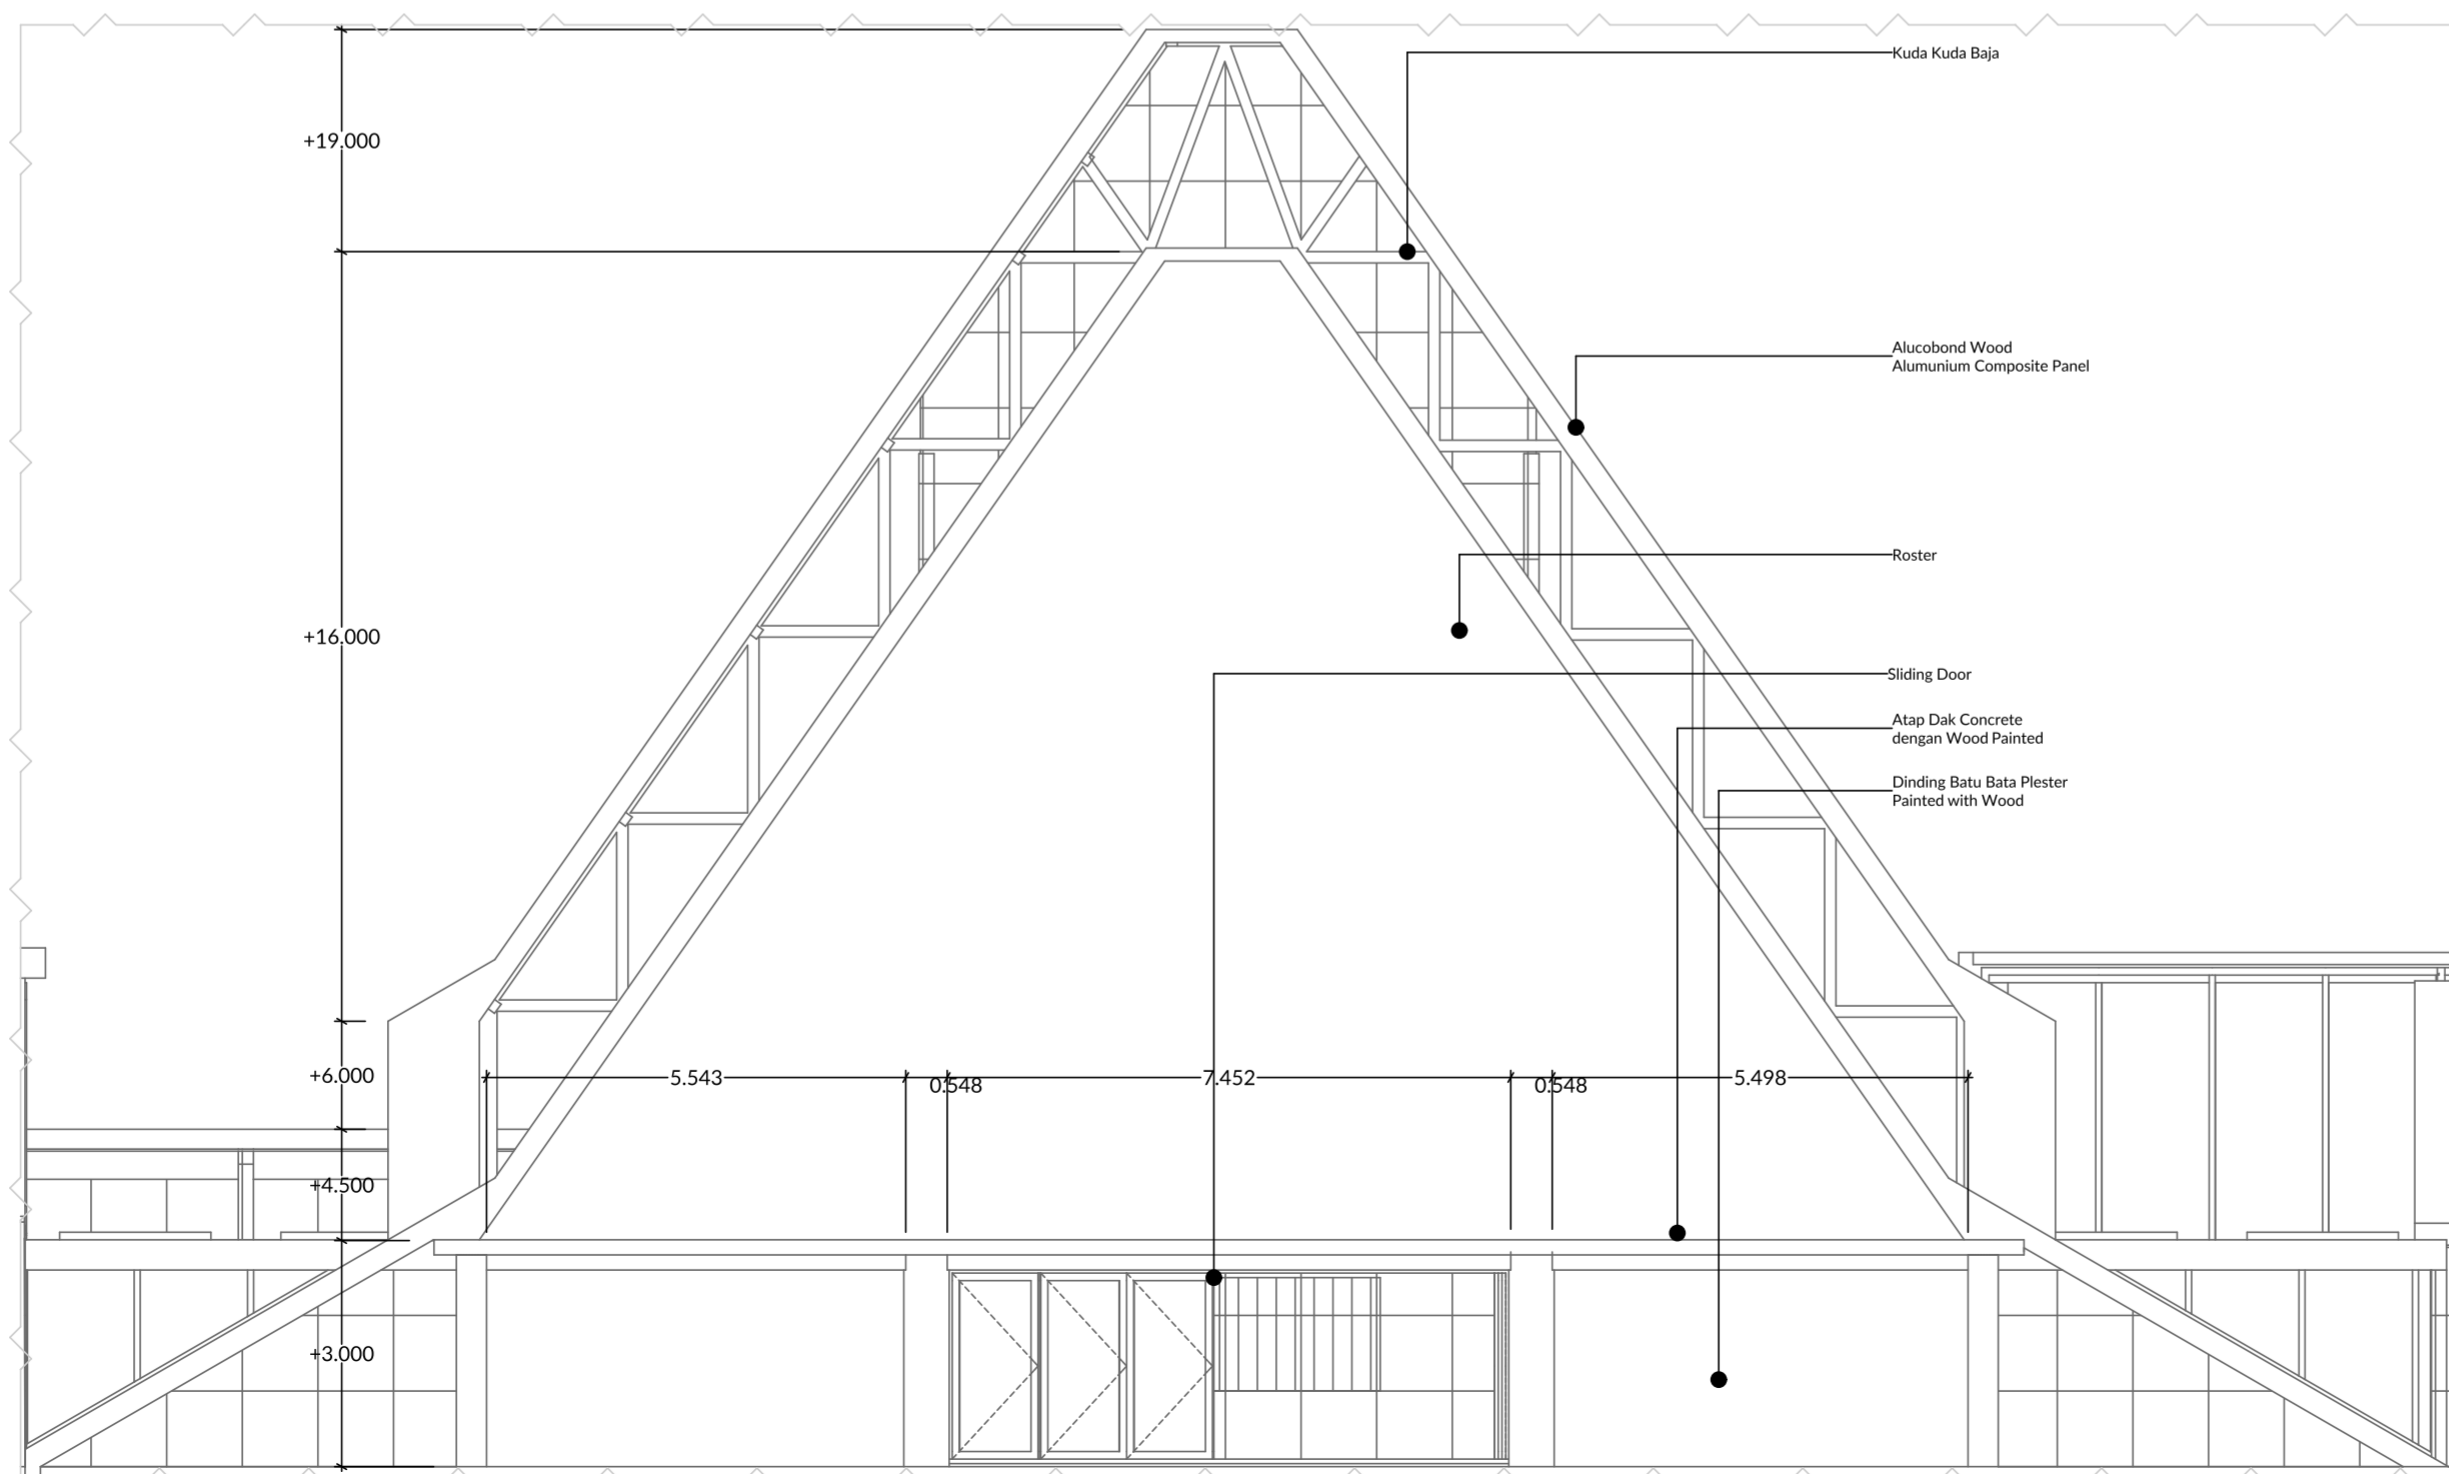 Kuda Kuda Baja
+19.000
Alucobond Wood
Alumunium Composite Panel
Roster
+16.000
Sliding Door
Atap Dak Concrete
dengan Wood Painted
Dinding Batu Bata Plester
Painted with Wood
+6.000
5.543
0.548
7.452
0.548
5.498
+4.500
+3.000